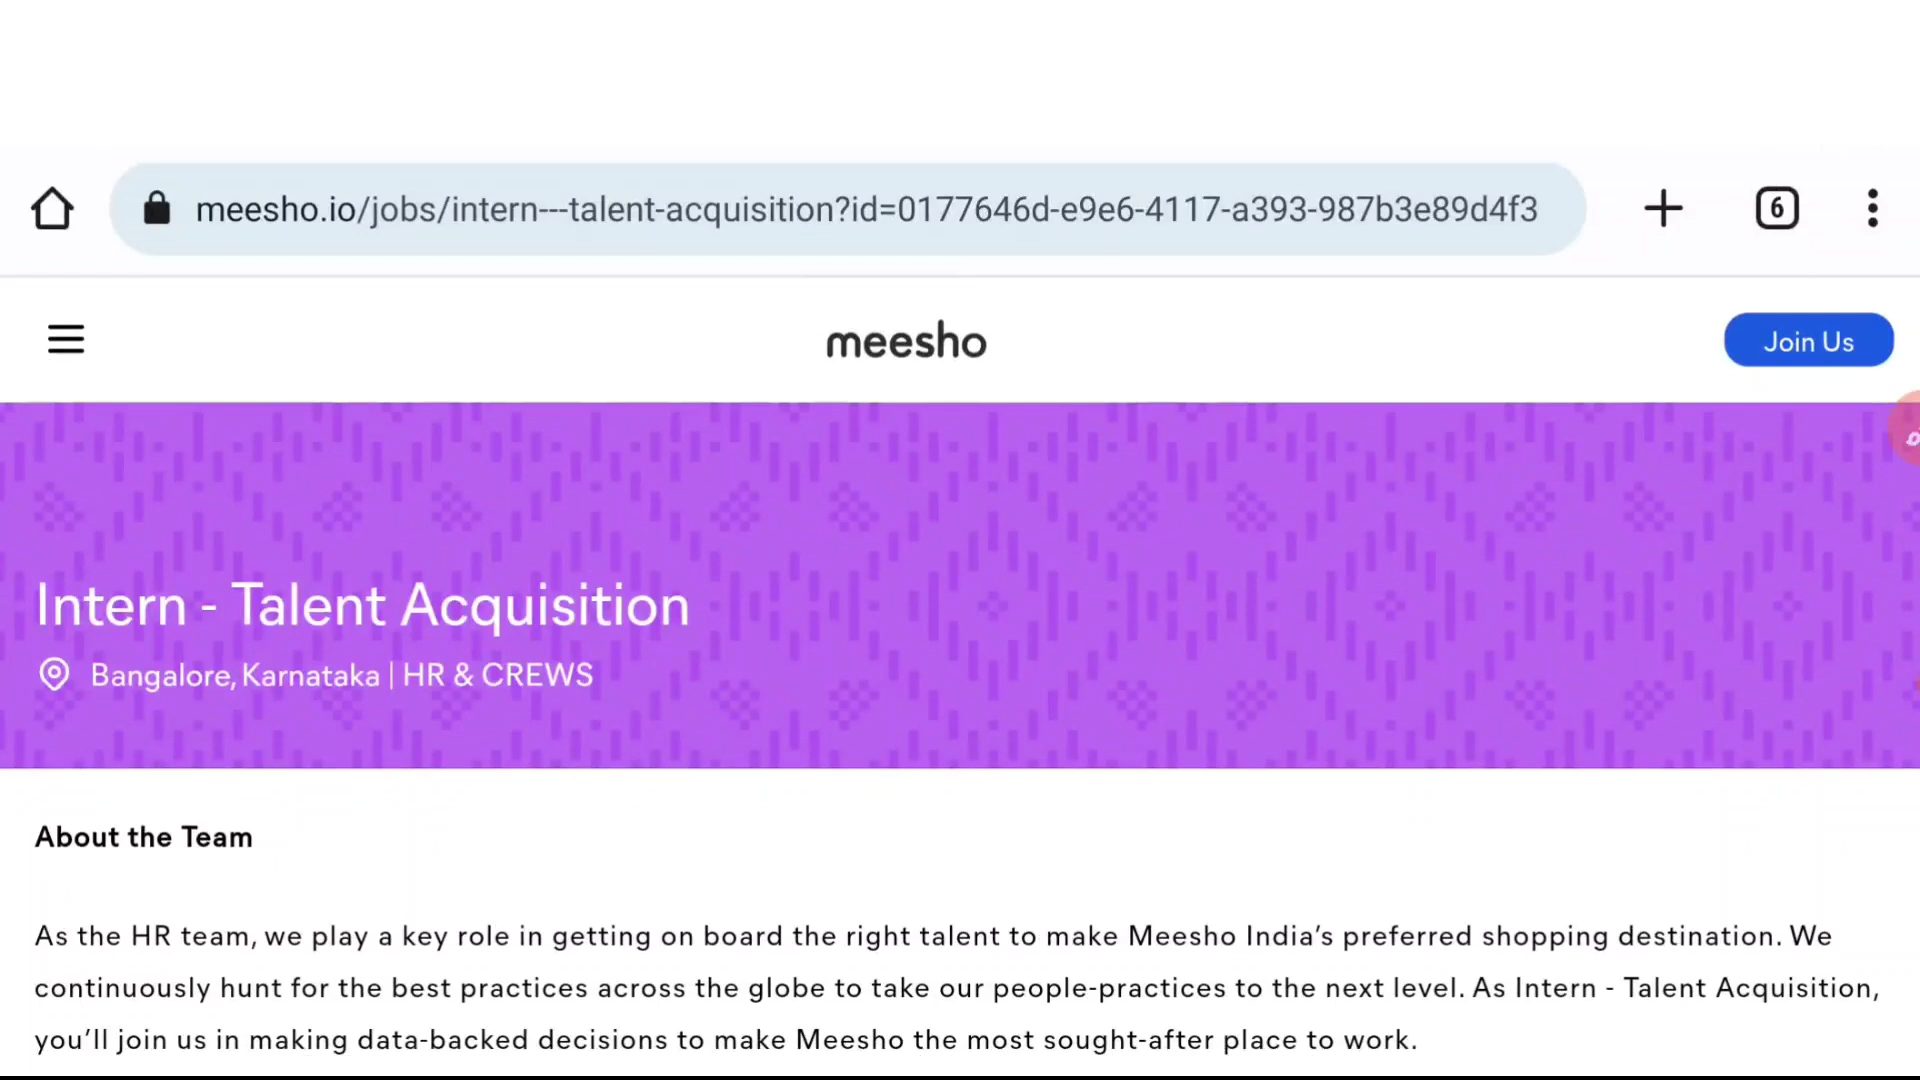 meesho.io/jobs/intern---talent-acquisition?id=0177646d-e9e6-4117-a393-987b3e89d4f3
6
meesho
Join Us
Intern - Talent Acquisition
Bangalore, Karnataka | HR & CREWS
About the Team
As the HR team, we play a key role in getting on board the right talent to make Meesho India’s preferred shopping destination. We
continuously hunt for the best practices across the globe to take our people-practices to the next level. As Intern - Talent Acquisition,
you’ll join us in making data-backed decisions to make Meesho the most sought-after place to work.